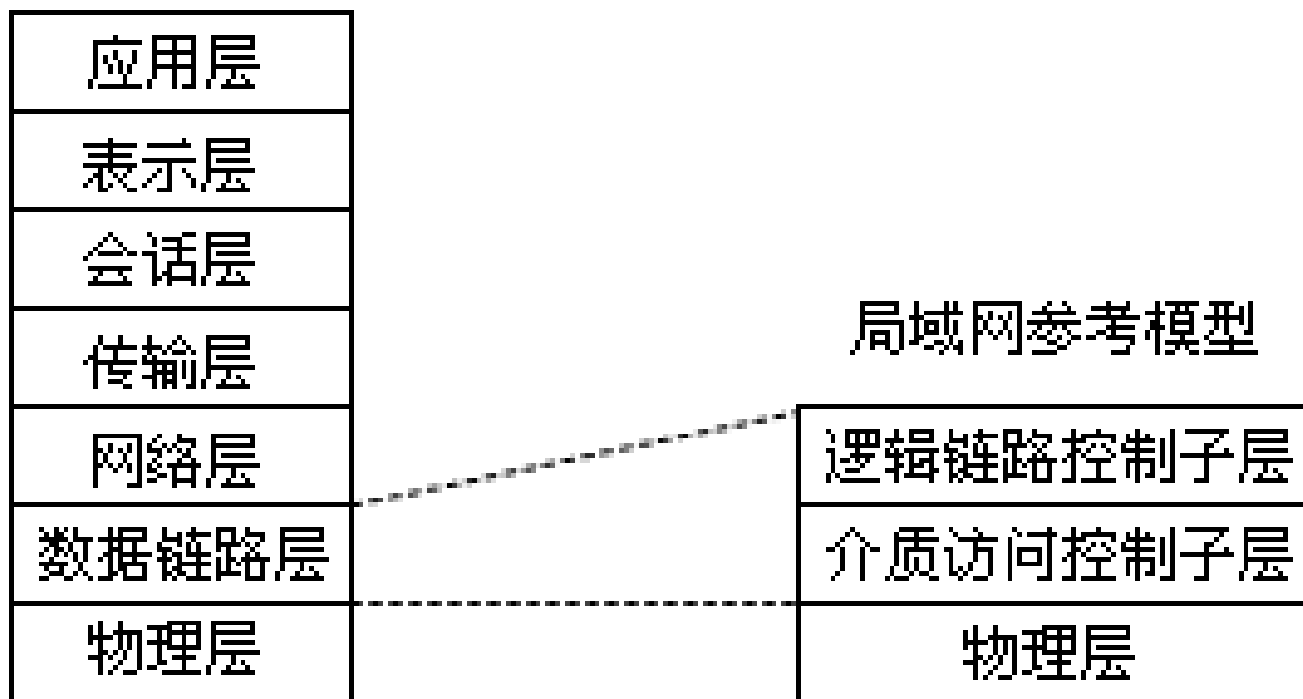 应用层
表示层
会话层
传输层
网络层
数据链路层
物理层
局域网参考模型
逻辑链路控制子层
介质访问控制子层
物理层